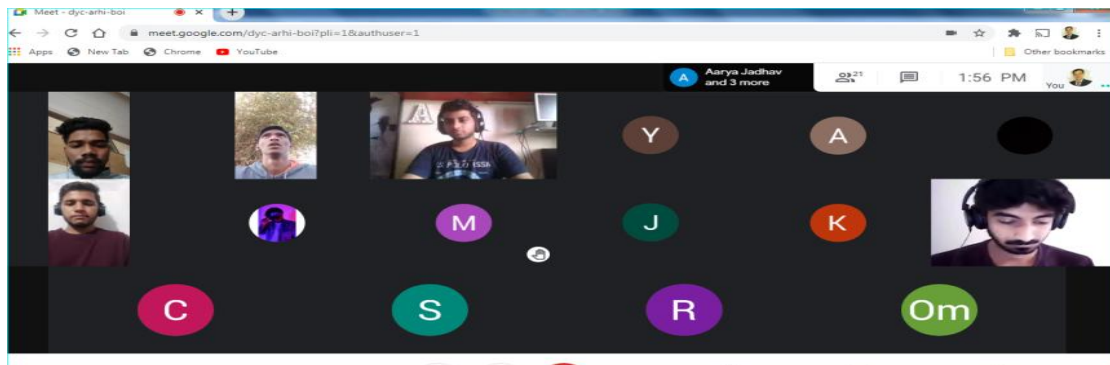 Meet - dyc-arhi-boi
meet.google.com/dyc-arhi-boi?pli=1&authuser=1
Apps New Tab Chrome YouTube Other bookmarks
Aarya Jadhav
and 3 more
21
1:56 PM
You
A
A
Y
A
M
J
K
C
S
R
Om